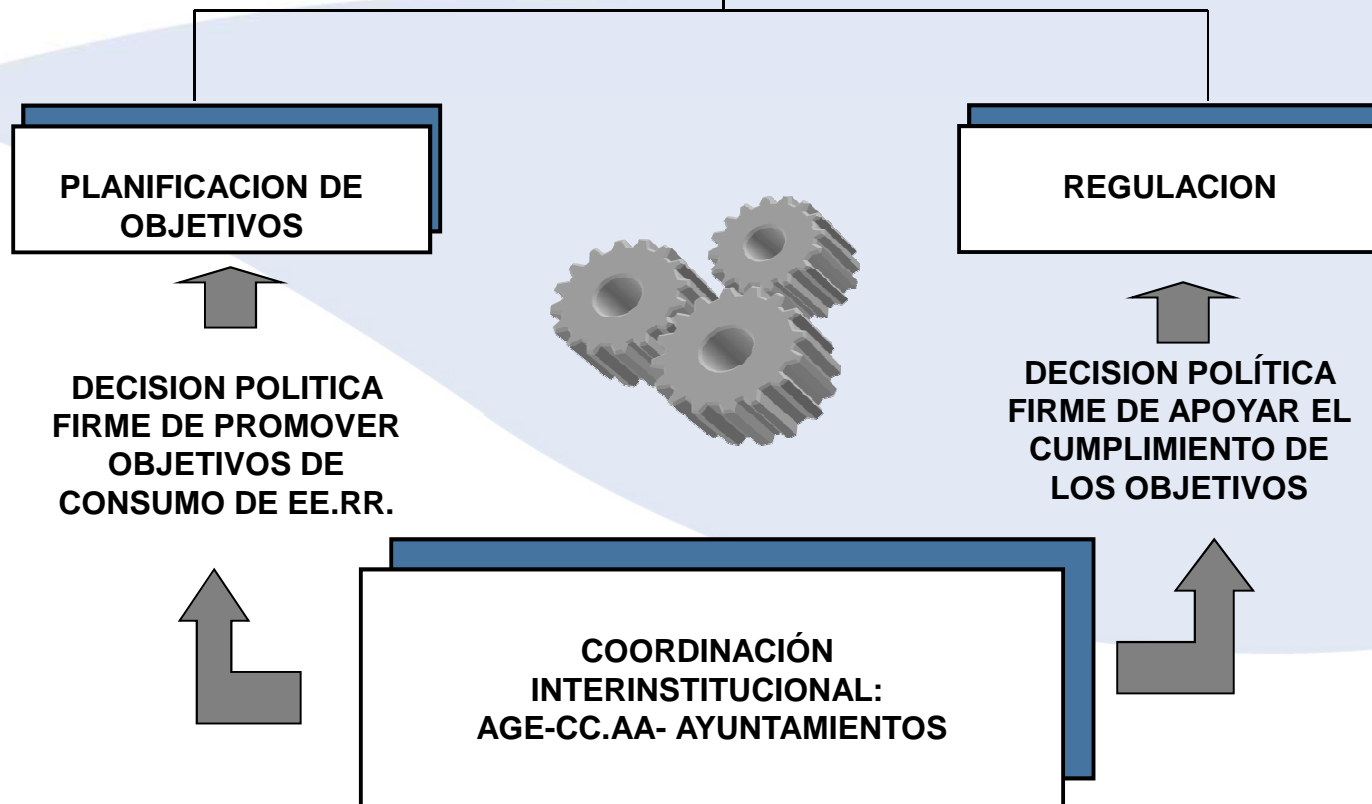 PLANIFICACION DE
OBJETIVOS
REGULACION
DECISION POLITICA
FIRME DE PROMOVER
OBJETIVOS DE
CONSUMO DE EE.RR.
DECISION POLÍTICA
FIRME DE APOYAR EL
CUMPLIMIENTO DE
LOS OBJETIVOS
COORDINACIÓN
INTERINSTITUCIONAL:
AGE-CC.AA- AYUNTAMIENTOS